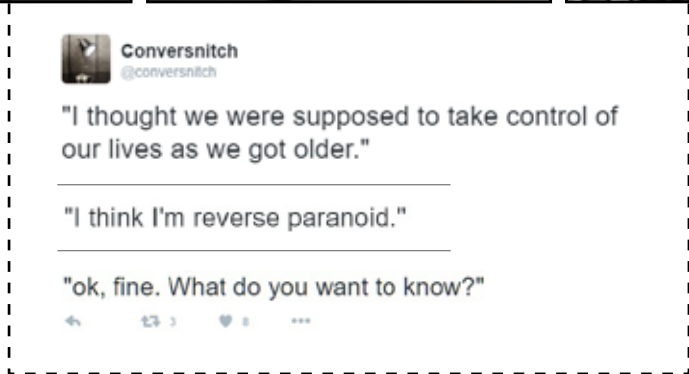 Conversnitch
@conversnitch
"I thought we were supposed to take control of
our lives as we got older."
"I think I'm reverse paranoid."
"ok, fine. What do you want to know?"
3 8